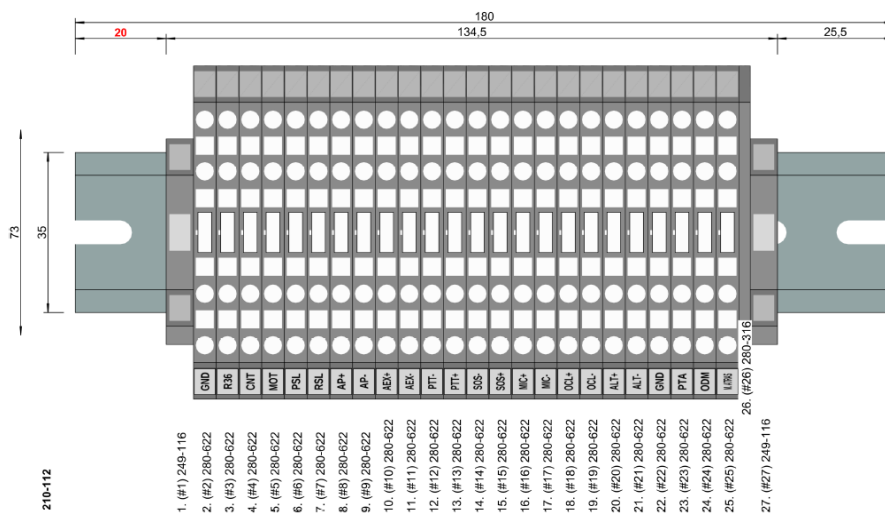 180
20
134,5
25,5
73
35
GND
R36
CNT
MOT
PSL
RSL
AP+
AP-
AEX+
AEX-
PTT-
PTT+
SOS-
SOS+
MIC+
MIC-
OCL+
OCL-
ALT+
ALT-
GND
PTA
ODM
210-112
1. (#1) 249-116
2. (#2) 280-622
3. (#3) 280-622
4. (#4) 280-622
5. (#5) 280-622
6. (#6) 280-622
7. (#7) 280-622
8. (#8) 280-622
9. (#9) 280-622
10. (#10) 280-622
11. (#11) 280-622
12. (#12) 280-622
13. (#13) 280-622
14. (#14) 280-622
15. (#15) 280-622
16. (#16) 280-622
17. (#17) 280-622
18. (#18) 280-622
19. (#19) 280-622
20. (#20) 280-622
21. (#21) 280-622
22. (#22) 280-622
23. (#23) 280-622
24. (#24) 280-622
25. (#25) 280-622
26. (#26) 280-316
27. (#27) 249-116